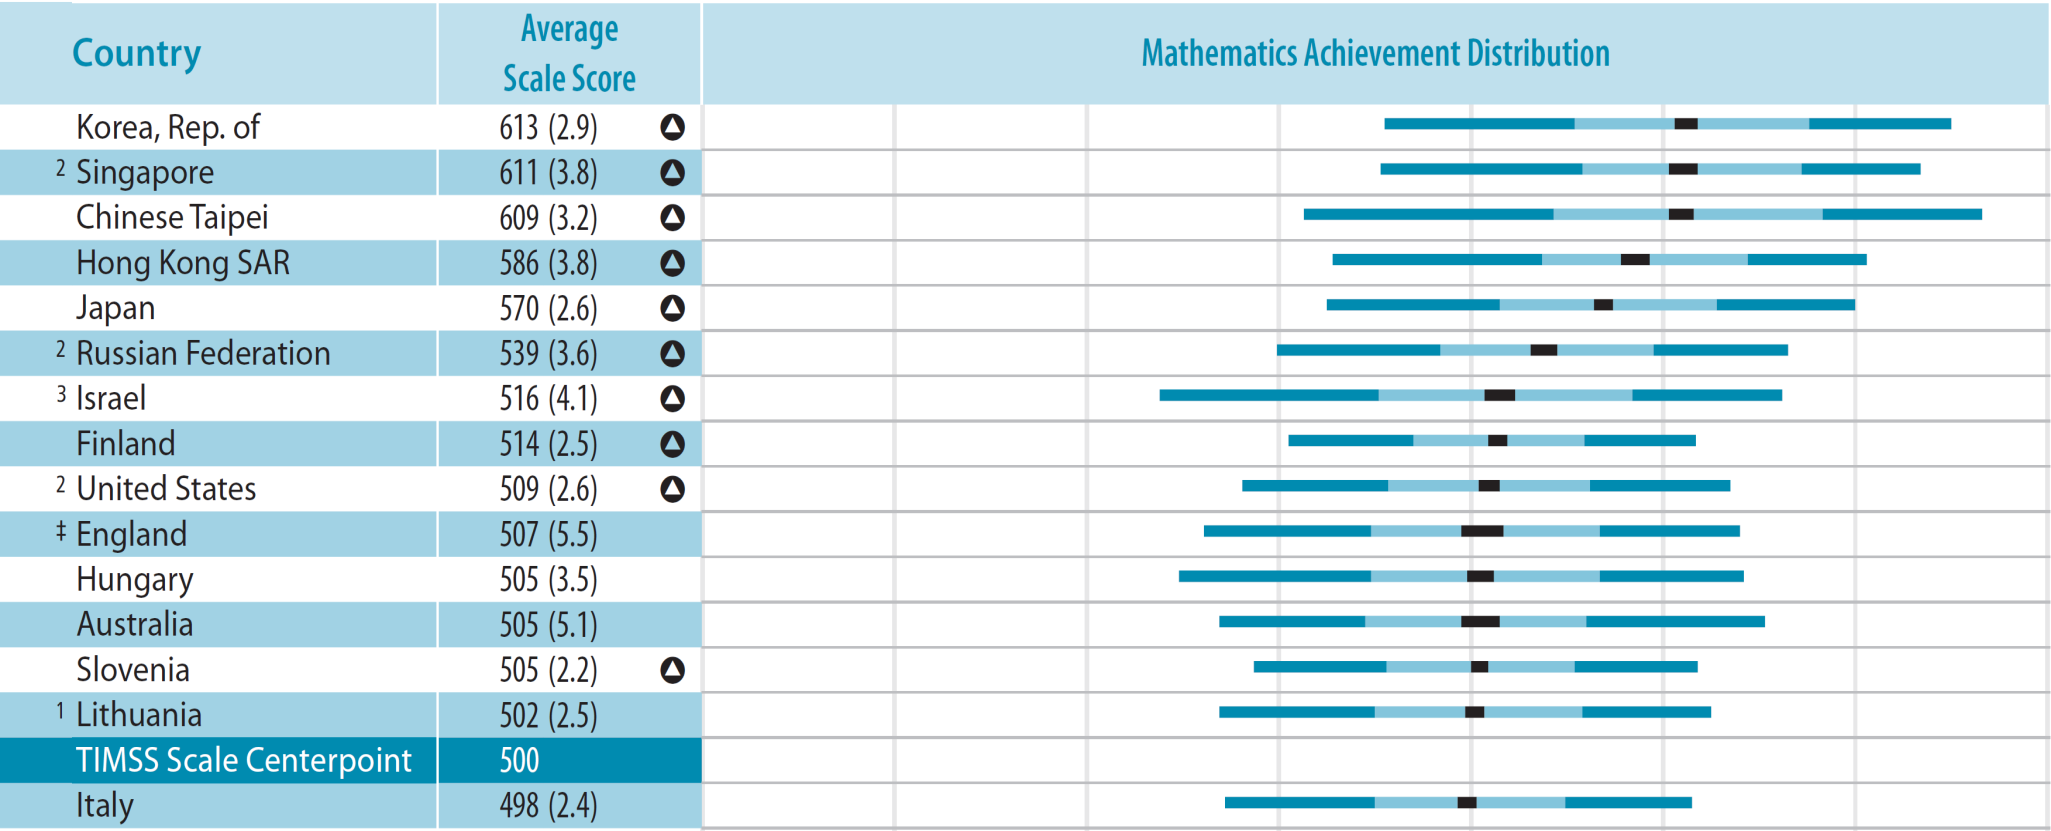 Country Average Scale Score Mathematics Achievement Distribution
Korea, Rep. of 613 (2.9)
2 Singapore 611 (3.8)
Chinese Taipei 609 (3.2)
Hong Kong SAR 586 (3.8)
Japan 570 (2.6)
2 Russian Federation 539 (3.6)
3 Israel 516 (4.1)
Finland 514 (2.5)
2 United States 509 (2.6)
‡ England 507 (5.5)
Hungary 505 (3.5)
Australia 505 (5.1)
Slovenia 505 (2.2)
1 Lithuania 502 (2.5)
TIMSS Scale Centerpoint 500
Italy 498 (2.4)